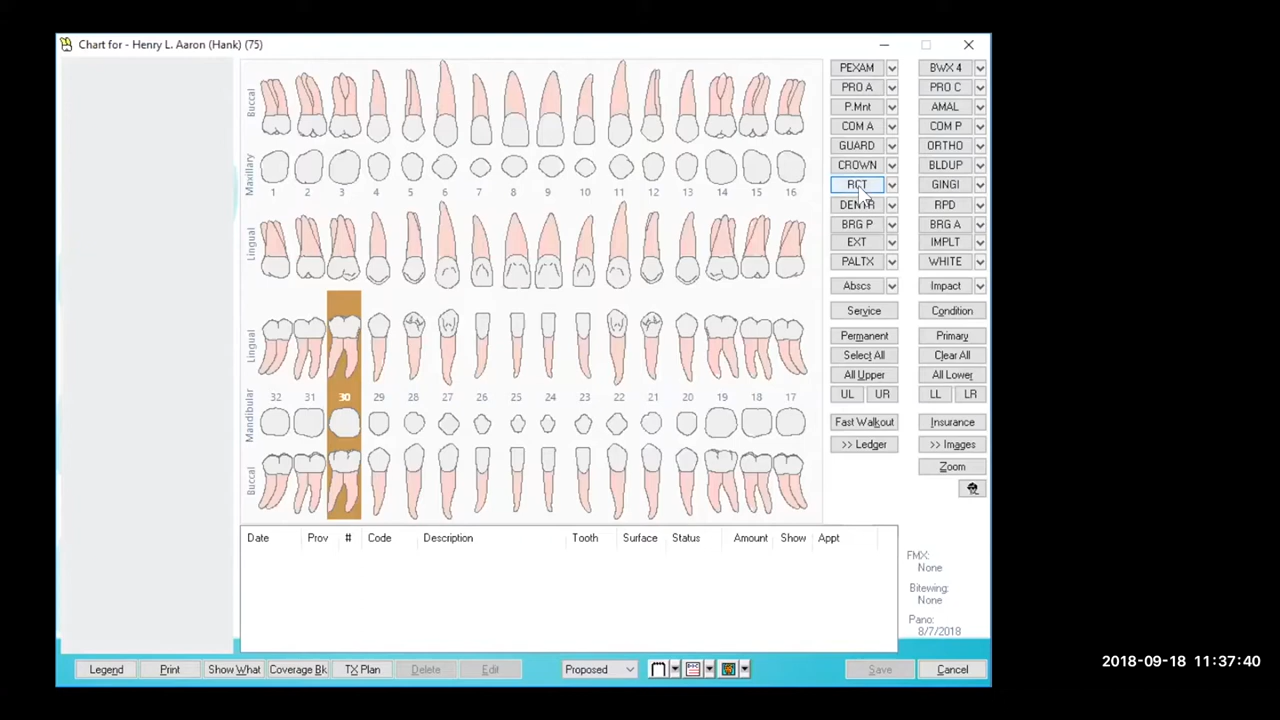 Chart for - Henry L. Aaron (Hank) (75)
PEXAM BWX 4
PRO A PRO C
P.Mnt AMAL
COM A COM P
GUARD ORTHO
CROWN BLDUP
RCT GINGI
RPD
BRG P BRG A
EXT IMPLT
PALTX WHITE
Abscs Impact
Service Condition
Permanent Primary
Select All Clear All
All Upper All Lower
UL UR LL LR
Fast Walkout Insurance
>> Ledger >> Images
Zoom
Buccal
Maxillary
1 2 3 4 5 6 7 8 9 10 11 12 13 14 15 16
Lingual
Lingual
32 31 30 29 28 27 26 25 24 23 22 21 20 19 18 17
Mandibular
Buccal
Date Prov # Code Description Tooth Surface Status Amount Show Appt
FMX:
None
Bitewing:
None
Pano:
8/7/2018
Legend Print Show What Coverage Bk TX Plan Delete Edit Proposed Save Cancel
2018-09-18 11:37:40